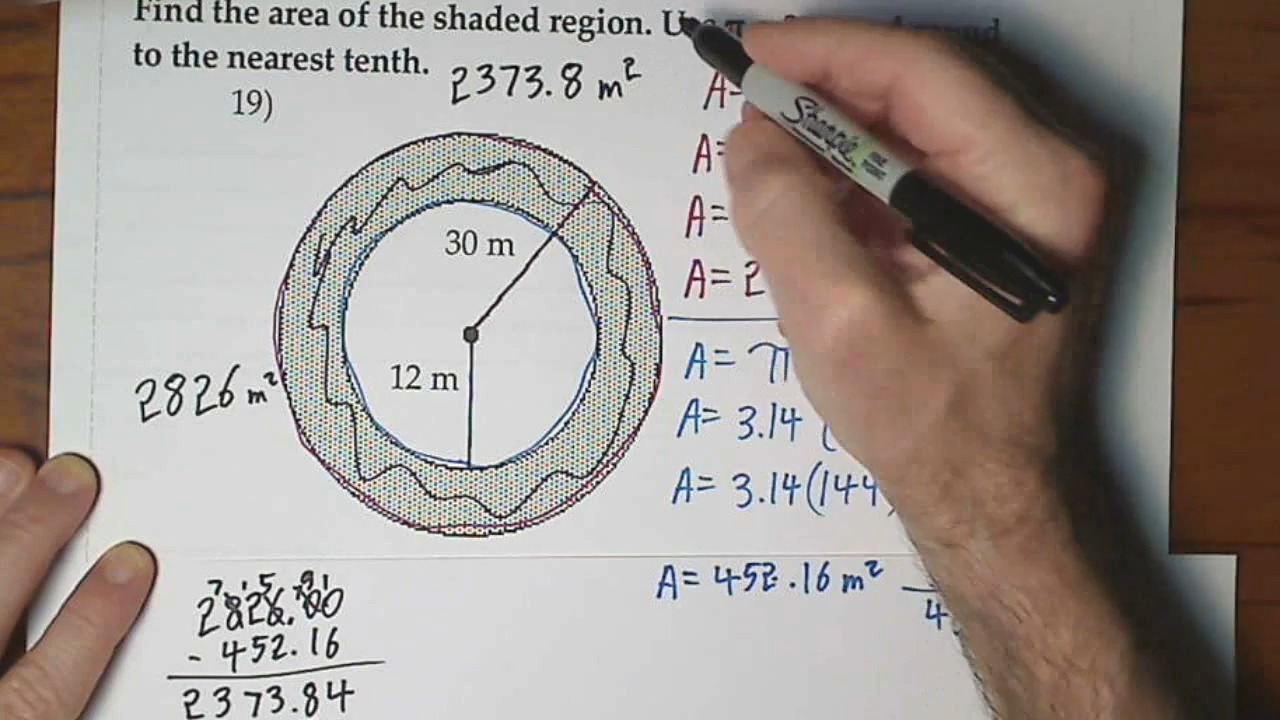 Find the area of the shaded region. Use
to the nearest tenth.
2373.8 m²
19)
30 m
12 m
2826 m²
A=
A=
A=
A= 2
A= π
A= 3.14 (
A= 3.14(144
A= 452.16 m²
2826.00
- 452.16
2373.84
Sharpie